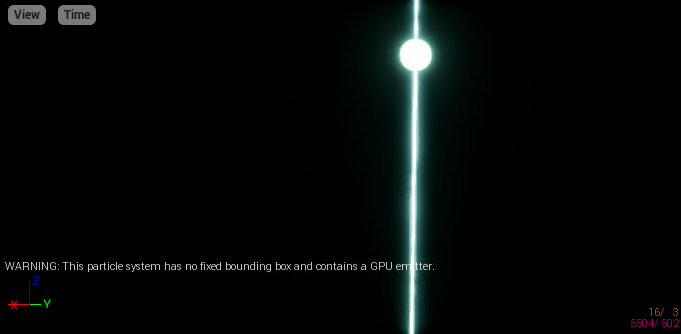 View Time
WARNING: This particle system has no fixed bounding box and contains a GPU emitter.
Z
X Y
16/ 3
5504/ 502